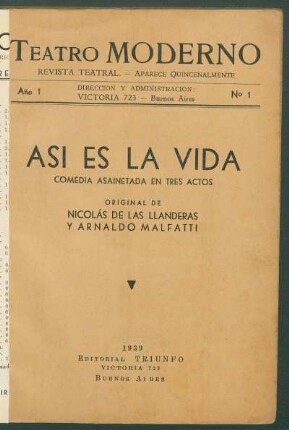 TEATRO MODERNO
REVISTA TEATRAL. — APARECE QUINCENALMENTE
Año 1
DIRECCION Y ADMINISTRACION:
VICTORIA 723 — Buenos Aires
Nº 1
ASI ES LA VIDA
COMEDIA ASAINETADA EN TRES ACTOS
ORIGINAL DE
NICOLÁS DE LAS LLANDERAS
Y ARNALDO MALFATTI
1939
EDITORIAL TRIUNFO
VICTORIA 723
BUENOS AIRES